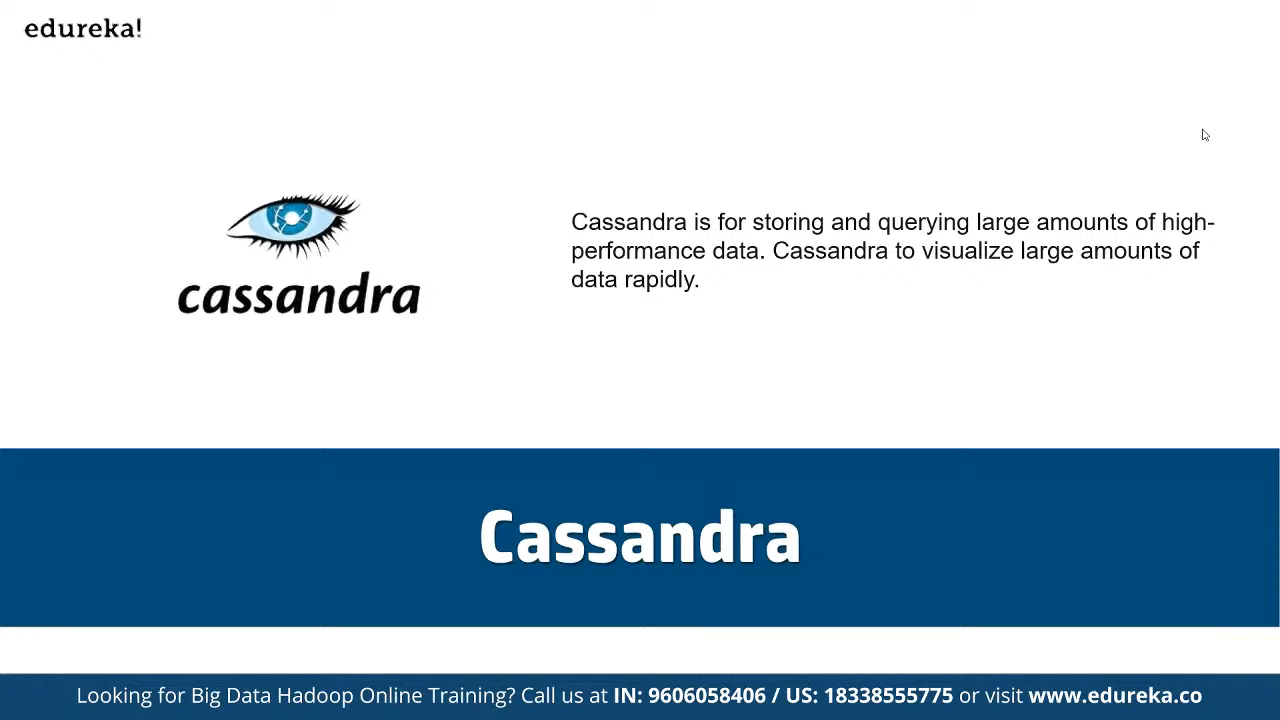 edureka!
cassandra
Cassandra is for storing and querying large amounts of high-
performance data. Cassandra to visualize large amounts of
data rapidly.
Cassandra
Looking for Big Data Hadoop Online Training? Call us at IN: 9606058406 / US: 18338555775 or visit www.edureka.co